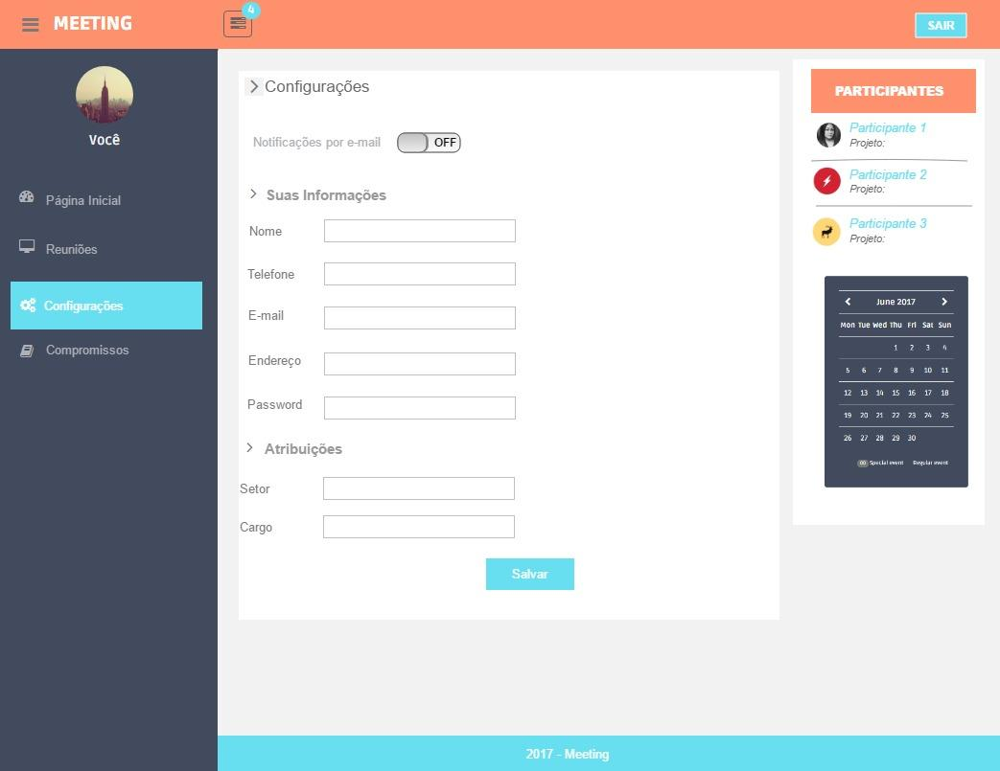 MEETING
4
SAIR
Você
Página Inicial
Reuniões
Configurações
Compromissos
Configurações
Notificações por e-mail
OFF
Suas Informações
Nome
Telefone
E-mail
Endereço
Password
Atribuições
Setor
Cargo
Salvar
PARTICIPANTES
Participante 1
Projeto:
Participante 2
Projeto:
Participante 3
Projeto:
June 2017
Mon Tue Wed Thu Fri Sat Sun
1 2 3 4
5 6 7 8 9 10 11
12 13 14 15 16 17 18
19 20 21 22 23 24 25
26 27 28 29 30
00 Special event Regular event
2017 - Meeting